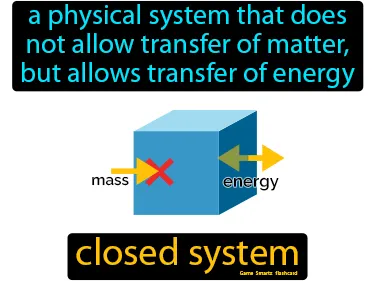 a physical system that does
not allow transfer of matter,
but allows transfer of energy
mass
energy
closed system
Game Smartz flashcard